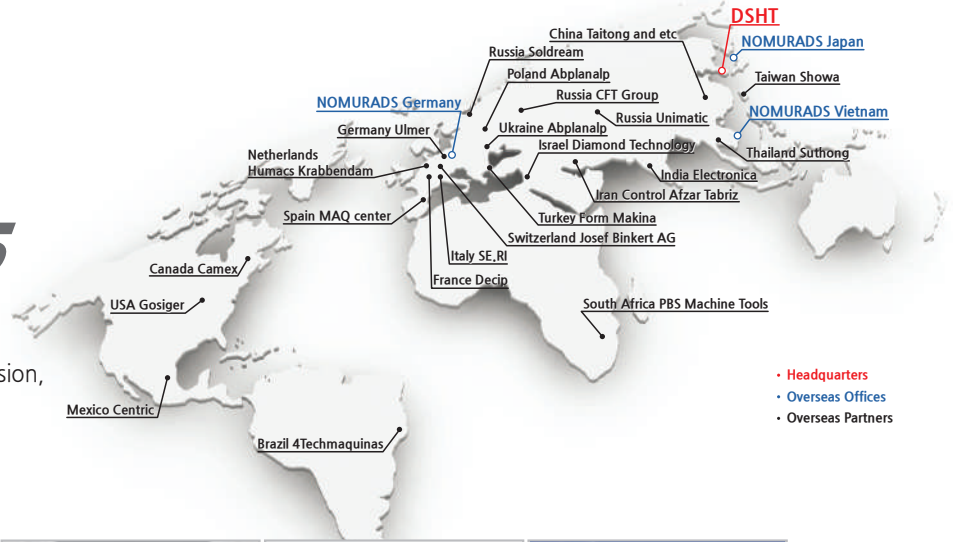 DSHT
China Taitong and etc
NOMURADS Japan
Russia Soldream
Poland Abplanalp
Taiwan Showa
Russia CFT Group
NOMURADS Germany
NOMURADS Vietnam
Russia Unimatic
Germany Ulmer
Ukraine Abplanalp
Israel Diamond Technology
Netherlands
Humacs Krabbendam
Thailand Suthong
India Electronica
Iran Control Afzar Tabriz
Spain MAQ center
Turkey Form Makina
Switzerland Josef Binkert AG
Italy SE.RI
Canada Camex
France Decip
USA Gosiger
South Africa PBS Machine Tools
sion,
Headquarters
Overseas Offices
Mexico Centric
Overseas Partners
Brazil 4Techmaquinas